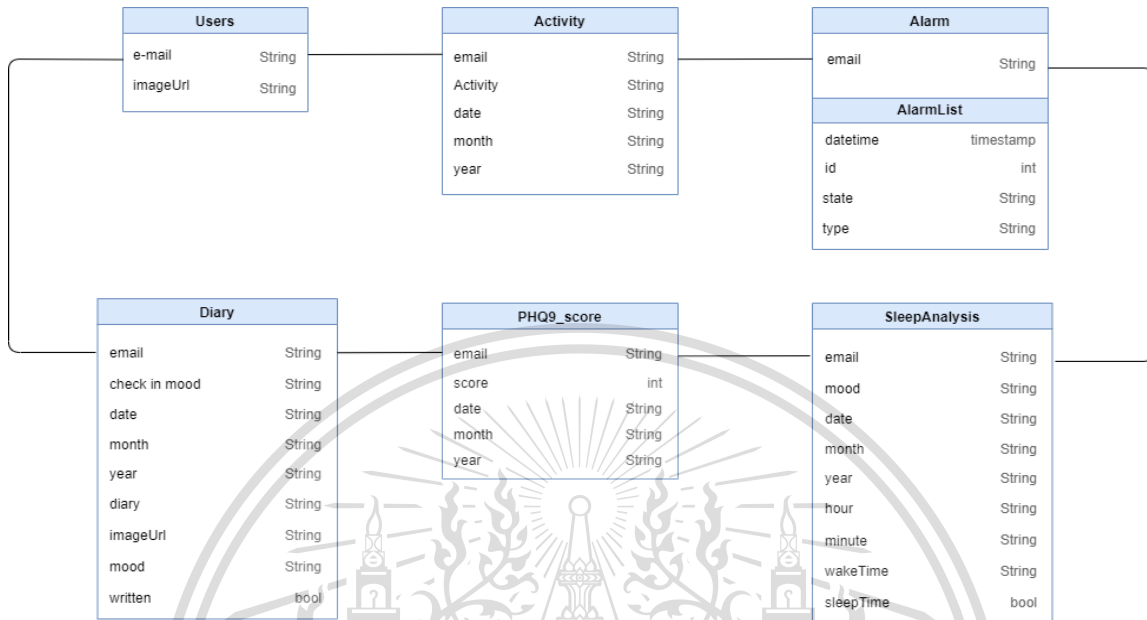 Users
e-mail String
imageUrl String
Activity
email String
Activity String
date String
month String
year String
Alarm
email String
AlarmList
datetime timestamp
id int
state String
type String
Diary
email String
check in mood String
date String
month String
year String
diary String
imageUrl String
mood String
written bool
PHQ9_score
email String
score int
date String
month String
year String
SleepAnalysis
email String
mood String
date String
month String
year String
hour String
minute String
wakeTime String
sleepTime bool